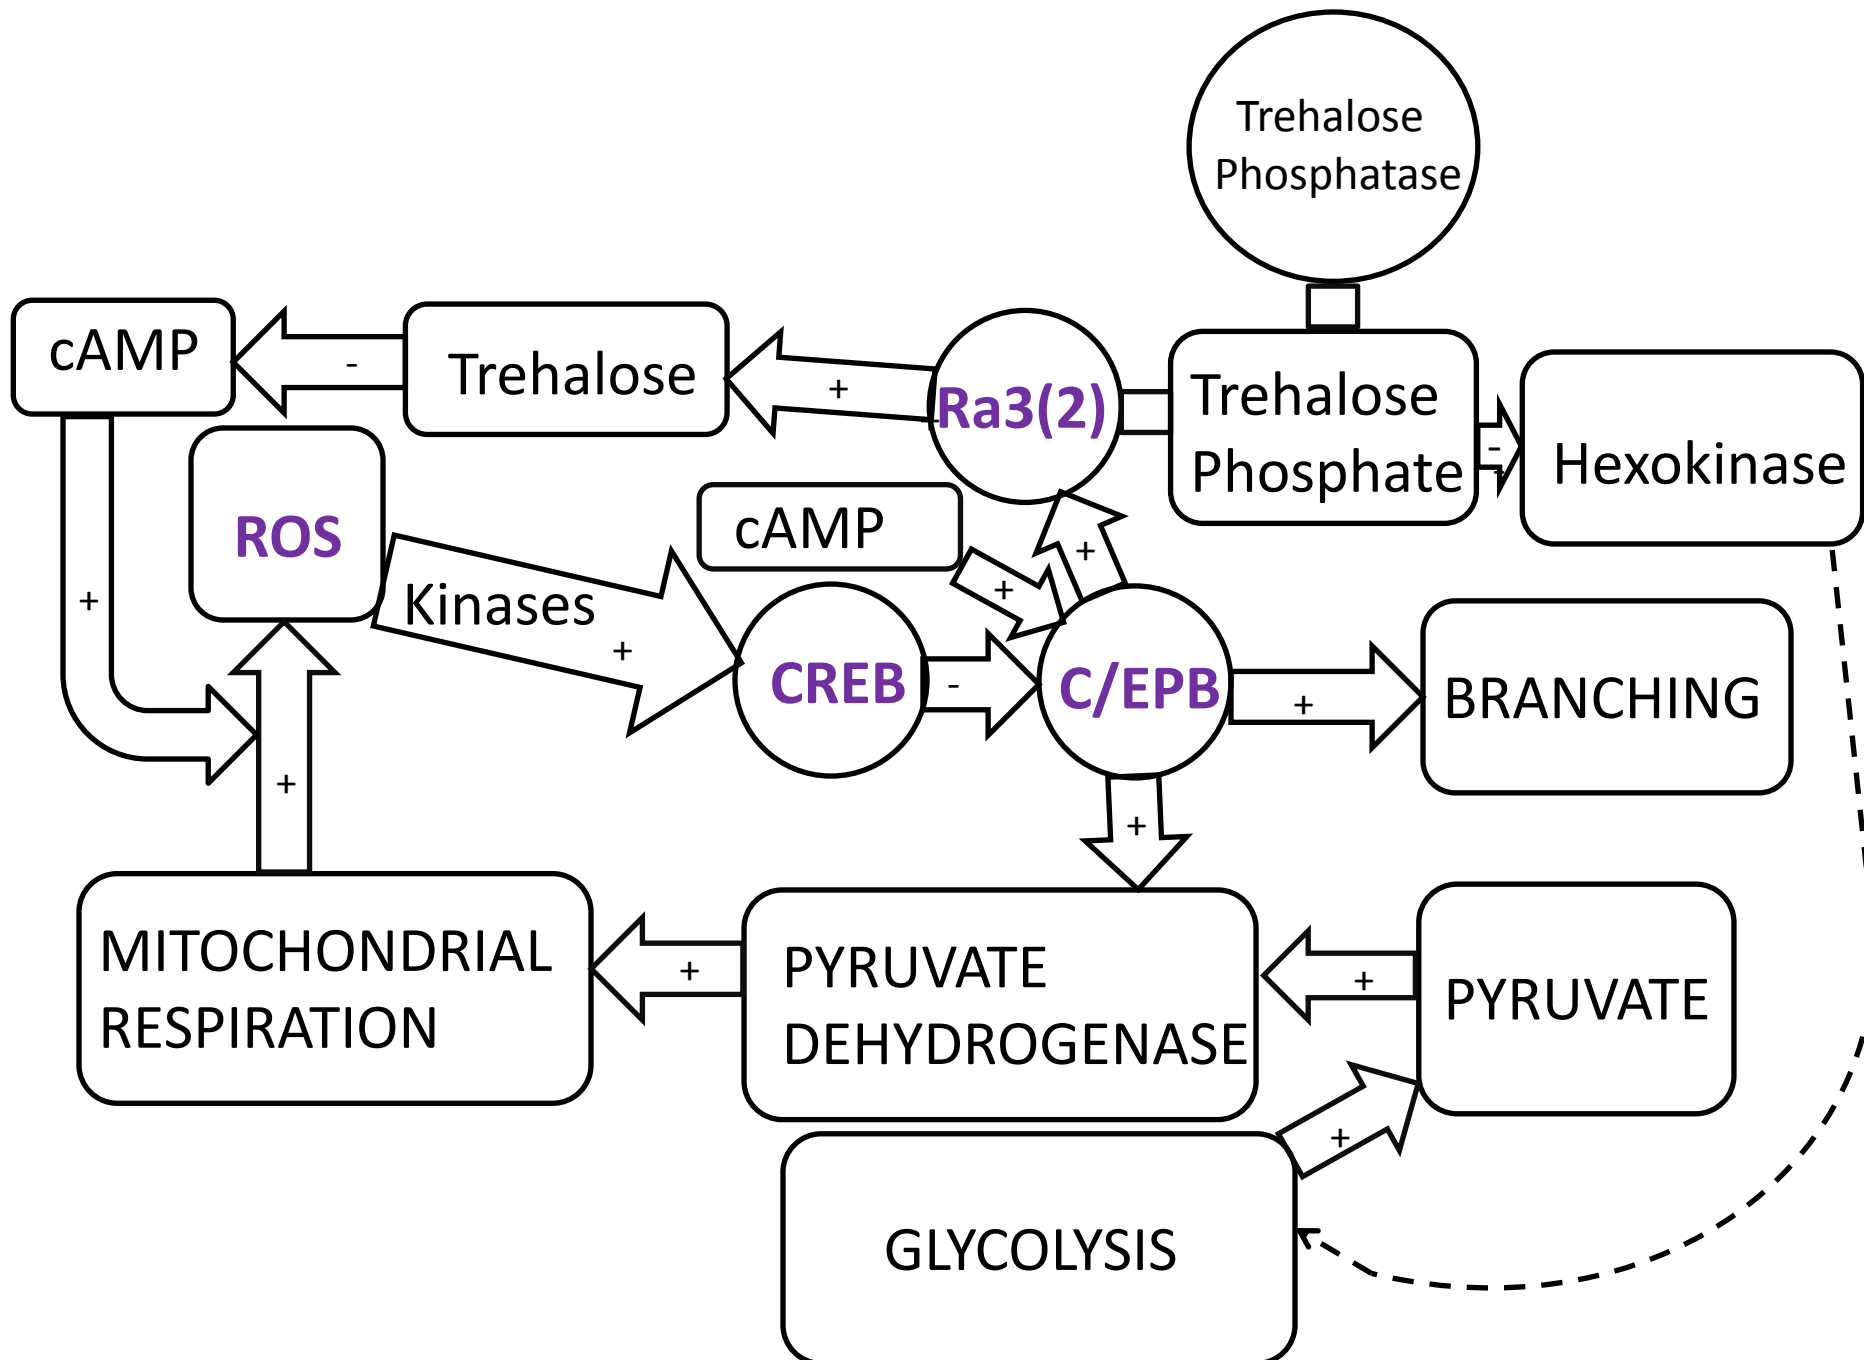 Trehalose
Phosphatase
cAMP
-
Trehalose
+
Ra3(2)
Trehalose
Phosphate
-
Hexokinase
ROS
cAMP
+
+
+
Kinases
+
CREB
-
C/EPB
+
BRANCHING
+
+
MITOCHONDRIAL
RESPIRATION
+
PYRUVATE
DEHYDROGENASE
+
PYRUVATE
+
GLYCOLYSIS